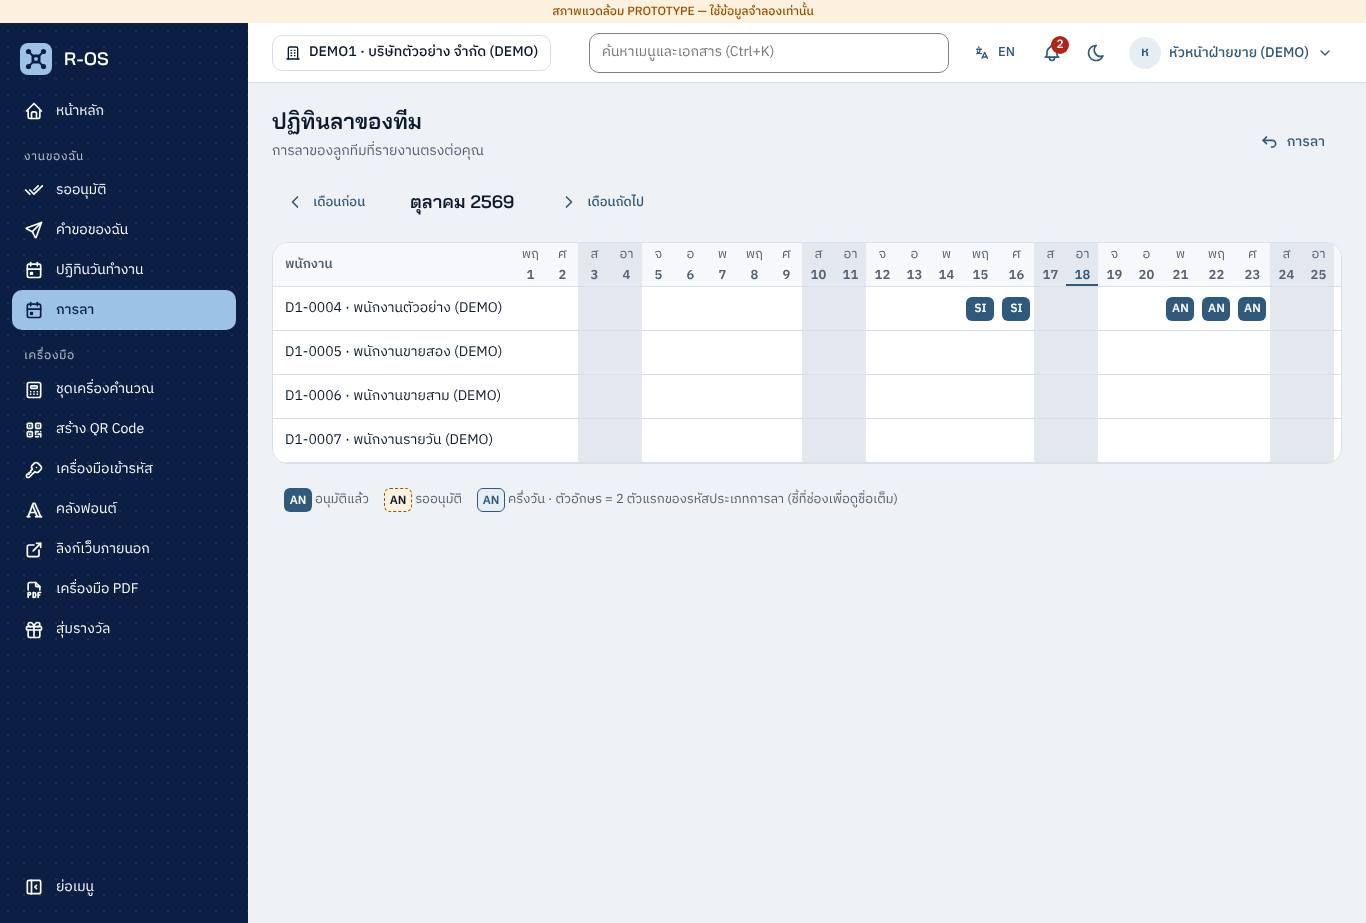 สภาพแวดล้อม PROTOTYPE — ใช้ข้อมูลจำลองเท่านั้น
R-OS
DEMO1 · บริษัทตัวอย่าง จำกัด (DEMO)
ค้นหาเมนูและเอกสาร (Ctrl+K)
EN
2
ห
หัวหน้าฝ่ายขาย (DEMO)
หน้าหลัก
งานของฉัน
รออนุมัติ
คำขอของฉัน
ปฏิทินวันทำงาน
การลา
เครื่องมือ
ชุดเครื่องคำนวณ
สร้าง QR Code
เครื่องมือเข้ารหัส
คลังฟอนต์
ลิงก์เว็บภายนอก
PDF เครื่องมือ PDF
สุ่มรางวัล
ย่อเมนู
ปฏิทินลาของทีม
การลาของลูกทีมที่รายงานตรงต่อคุณ
การลา
เดือนก่อน ตุลาคม 2569 เดือนถัดไป
พนักงาน
พฤ ศ ส อา จ อ พ พฤ ศ ส อา จ อ พ พฤ ศ ส อา จ อ พ พฤ ศ ส อา
1 2 3 4 5 6 7 8 9 10 11 12 13 14 15 16 17 18 19 20 21 22 23 24 25
D1-0004 · พนักงานตัวอย่าง (DEMO) SI SI AN AN AN
D1-0005 · พนักงานขายสอง (DEMO)
D1-0006 · พนักงานขายสาม (DEMO)
D1-0007 · พนักงานรายวัน (DEMO)
AN อนุมัติแล้ว AN รออนุมัติ AN ครึ่งวัน · ตัวอักษร = 2 ตัวแรกของรหัสประเภทการลา (ชี้ที่ช่องเพื่อดูชื่อเต็ม)